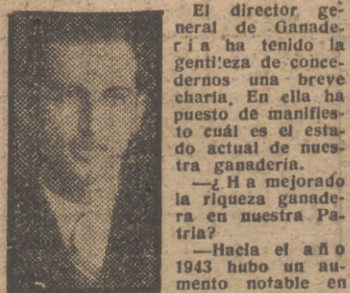 El director ge-
neral de Ganade-
ría ha tenido la
gentileza de conce-
dernos una breve
charla. En ella ha
puesto de manifies-
to cuál es el esta-
do actual de nues-
tra ganadería.
—¿Ha mejorado
la riqueza ganade-
ra en nuestra Pa-
tria?
—Hacia el año
1943 hubo un au-
mento notable en